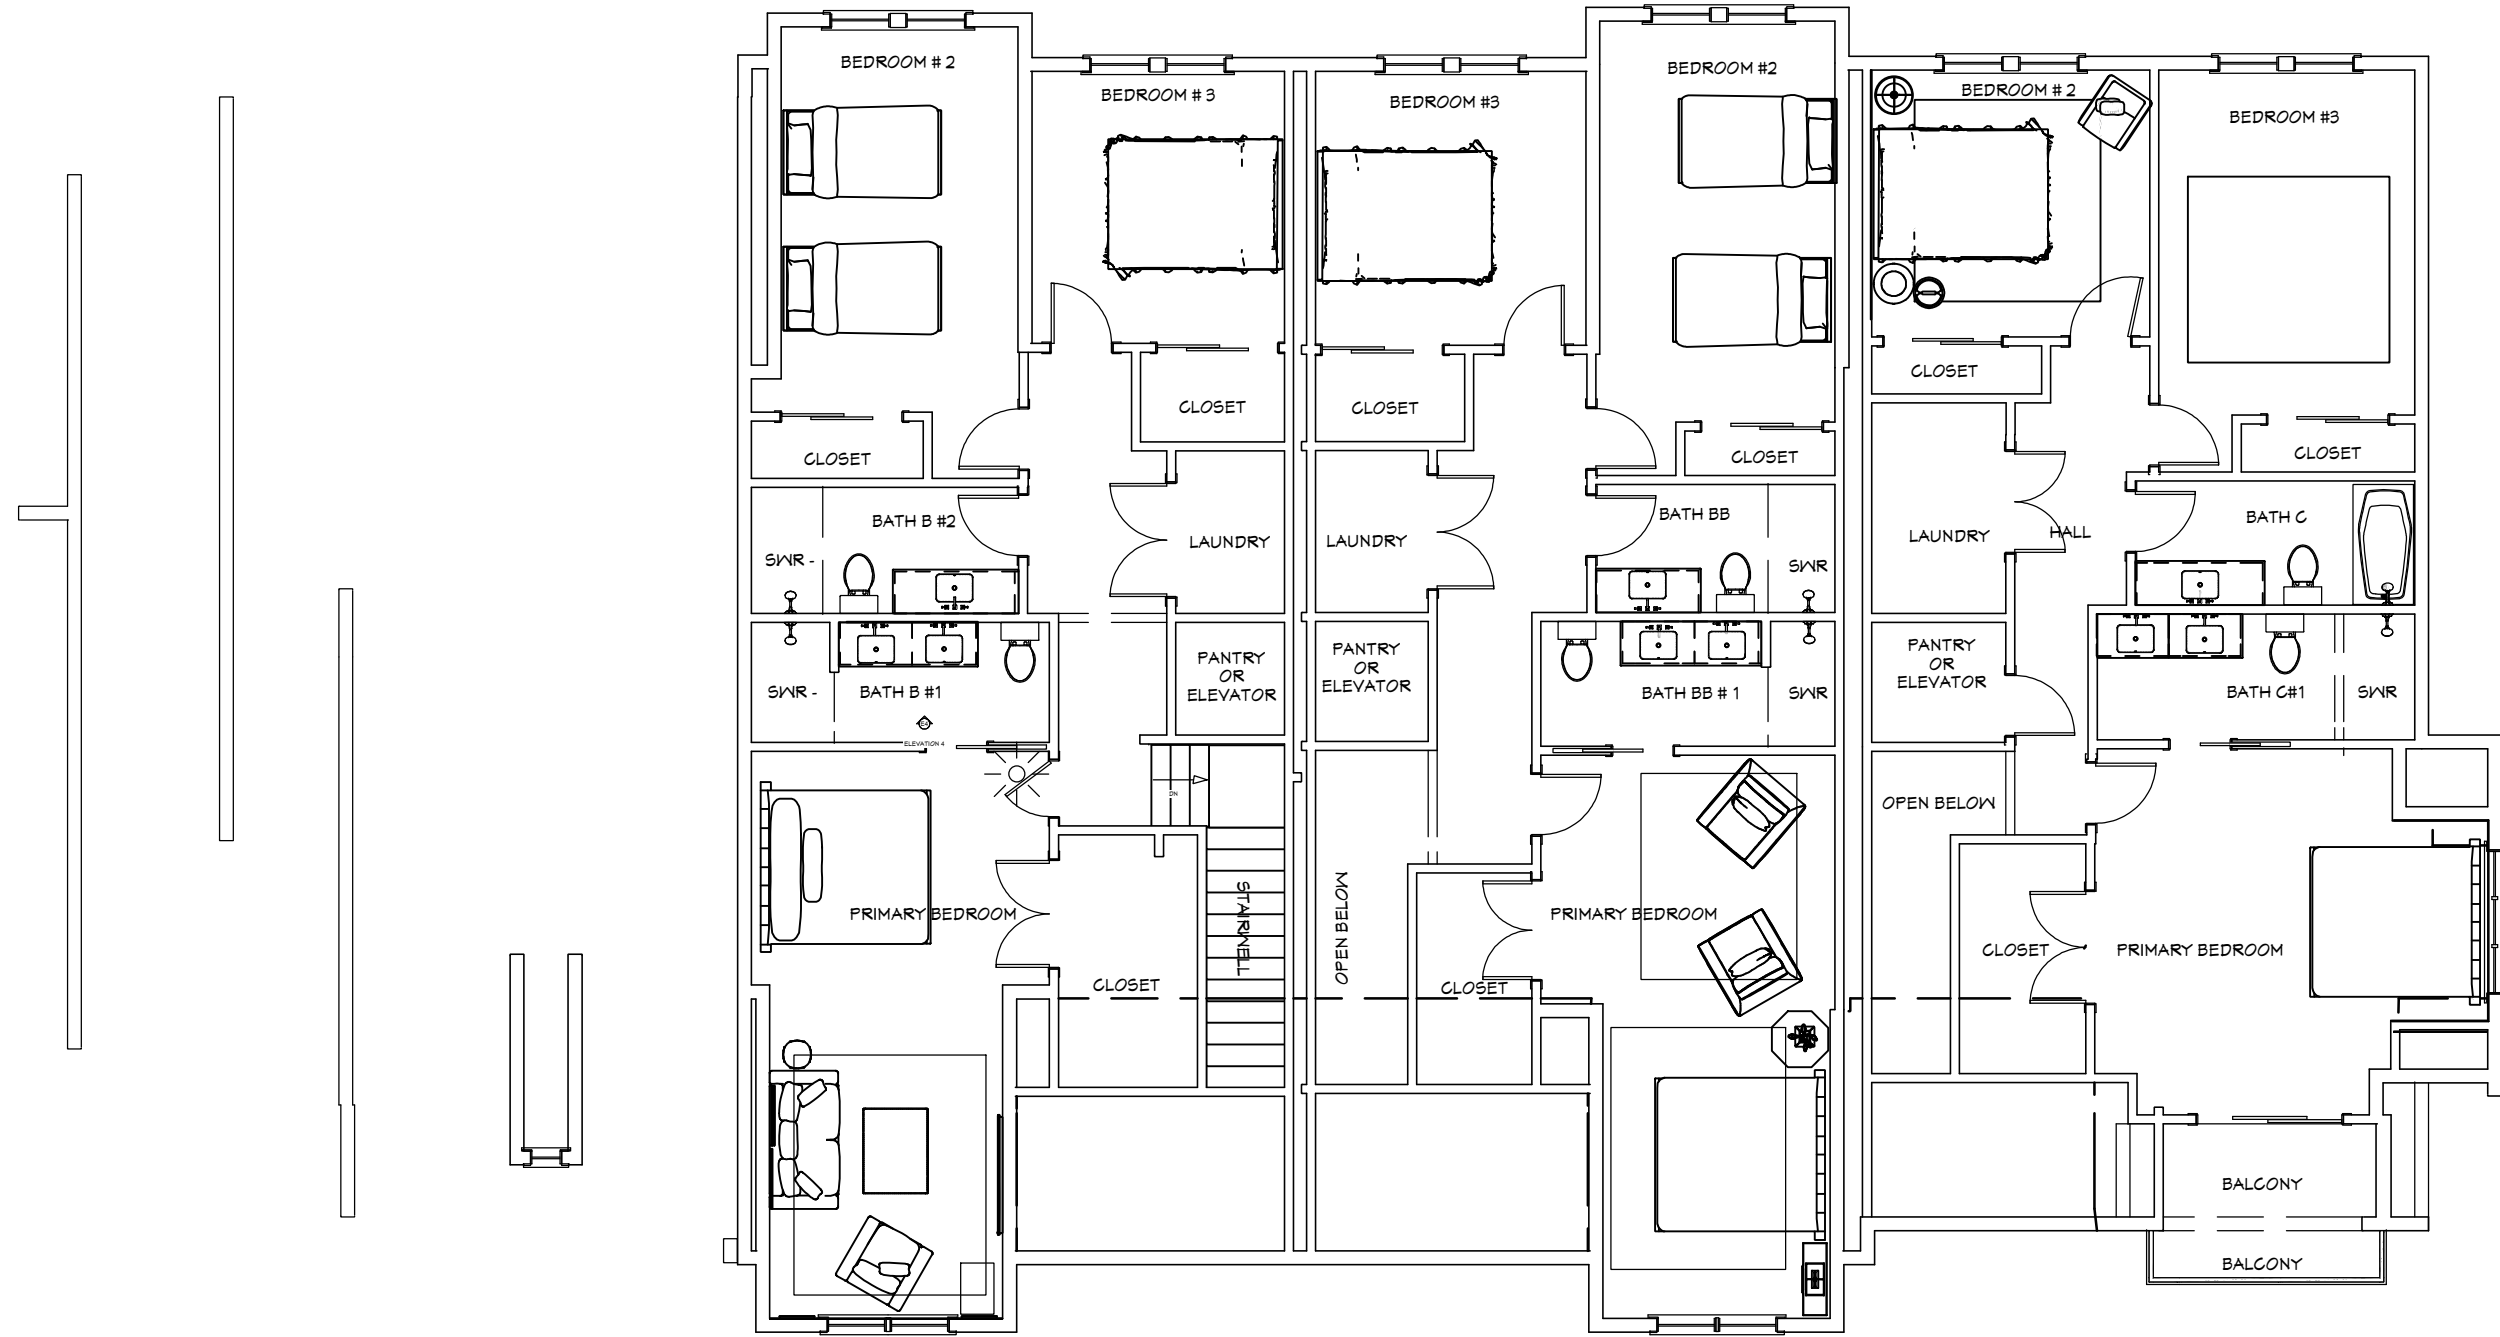 BEDROOM # 2
BEDROOM # 3
BEDROOM #3
BEDROOM #2
BEDROOM # 2
BEDROOM #3
CLOSET
CLOSET
CLOSET
CLOSET
CLOSET
CLOSET
BATH B #2
SWR -
LAUNDRY
LAUNDRY
BATH BB
SWR
LAUNDRY
HALL
BATH C
SWR -
BATH B #1
PANTRY
OR
ELEVATOR
PANTRY
OR
ELEVATOR
BATH BB # 1
SWR
PANTRY
OR
ELEVATOR
BATH C#1
SWR
E4
ELEVATION 4
DN
OPEN BELOW
PRIMARY BEDROOM
STAIRWELL
OPEN BELOW
PRIMARY BEDROOM
CLOSET
PRIMARY BEDROOM
CLOSET
CLOSET
BALCONY
BALCONY